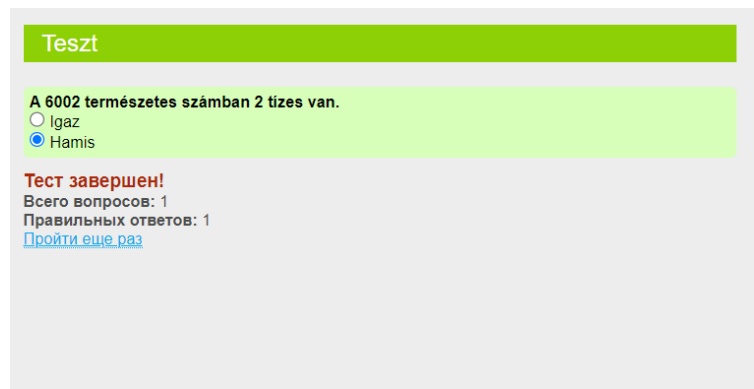 Teszt
A 6002 természetes számban 2 tízes van.
Igaz
Hamis
Тест завершен!
Всего вопросов: 1
Правильных ответов: 1
Пройти еще раз